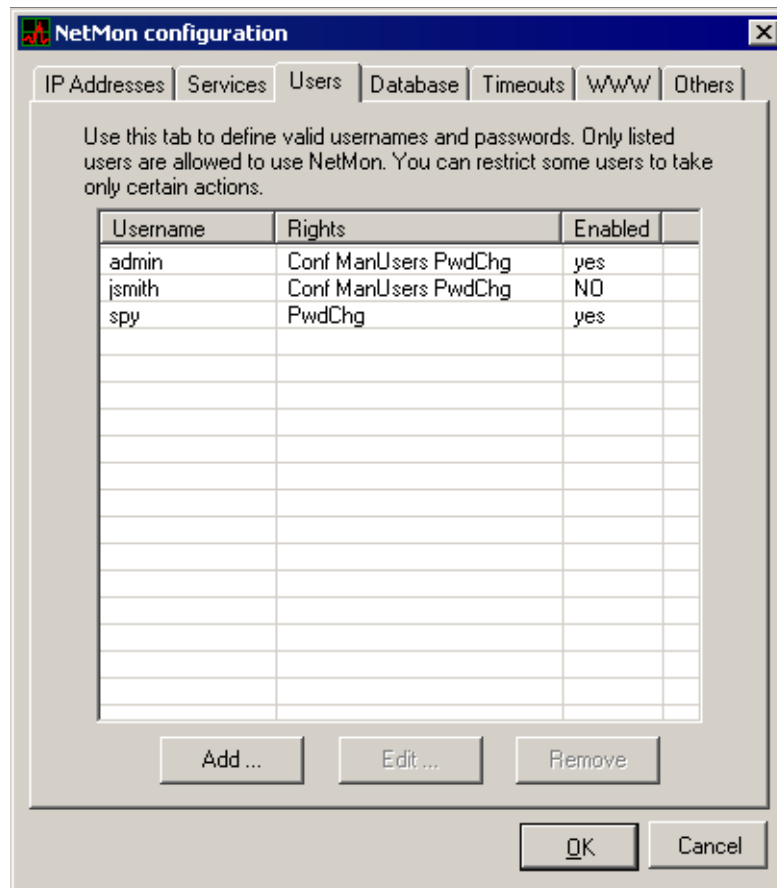 NetMon configuration
IP Addresses Services Users Database Timeouts WWW Others
Use this tab to define valid usernames and passwords. Only listed
users are allowed to use NetMon. You can restrict some users to take
only certain actions.
Username Rights Enabled
admin Conf ManUsers PwdChg yes
jsmith Conf ManUsers PwdChg NO
spy PwdChg yes
Add ... Edit ... Remove
OK Cancel